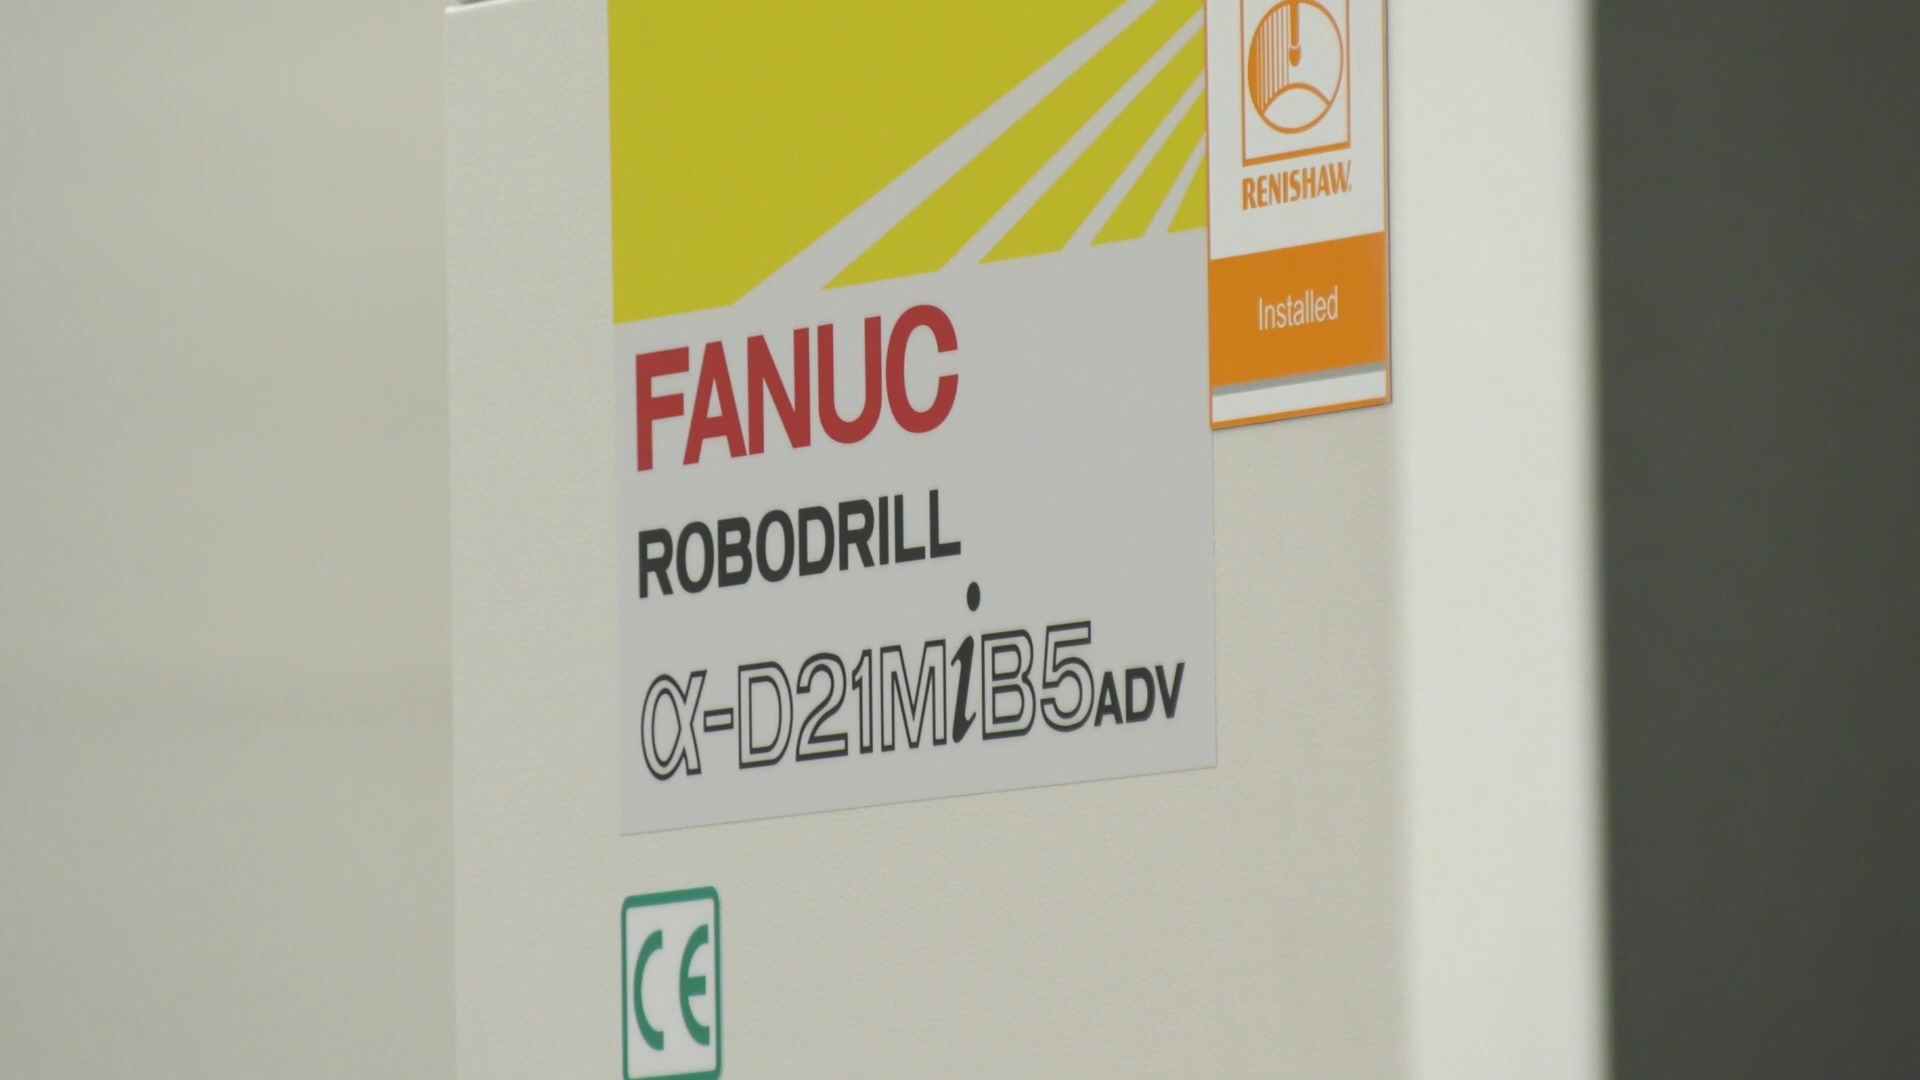 RENISHAW.
Installed
FANUC
ROBODRILL
α-D21MiB5ADV
CE